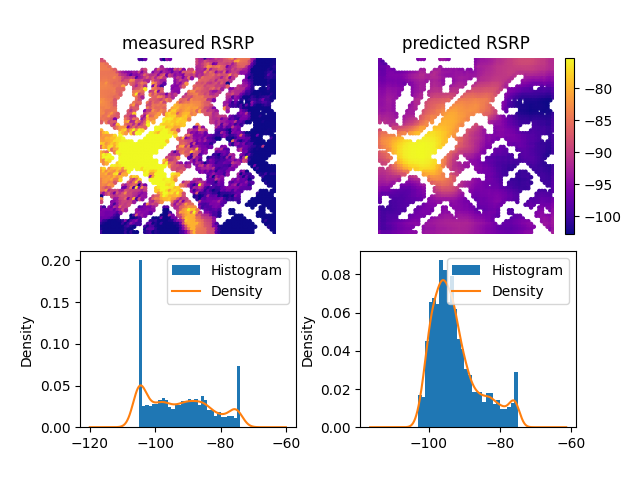 measured RSRP
predicted RSRP
−80
−85
−90
−95
−100
Density
0.20
0.15
0.10
0.05
0.00
−120
−100
−80
−60
Histogram
Density
Density
0.08
0.06
0.04
0.02
0.00
−100
−80
−60
Histogram
Density